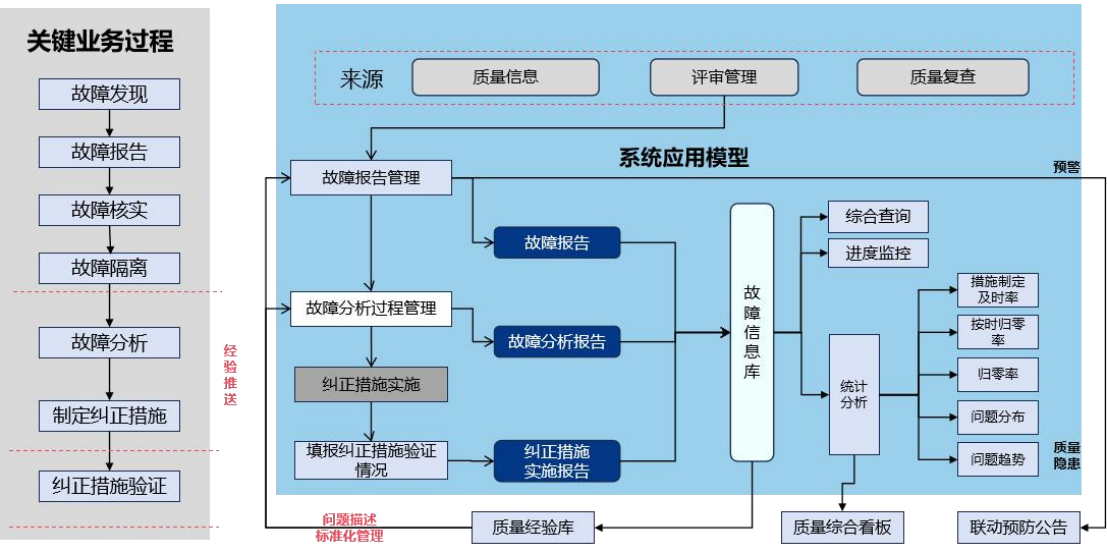 关键业务过程
故障发现
故障报告
故障核实
故障隔离
故障分析
制定纠正措施
纠正措施验证
经
验
推
送
来源
质量信息
评审管理
质量复查
系统应用模型
预警
故障报告管理
故障报告
故障分析过程管理
故障分析报告
纠正措施实施
填报纠正措施验证
情况
纠正措施
实施报告
故
障
信
息
库
综合查询
进度监控
统计
分析
措施制定
及时率
按时归零
率
归零率
问题分布
问题趋势
质量
隐患
问题描述
标准化管理
质量经验库
质量综合看板
联动预防公告